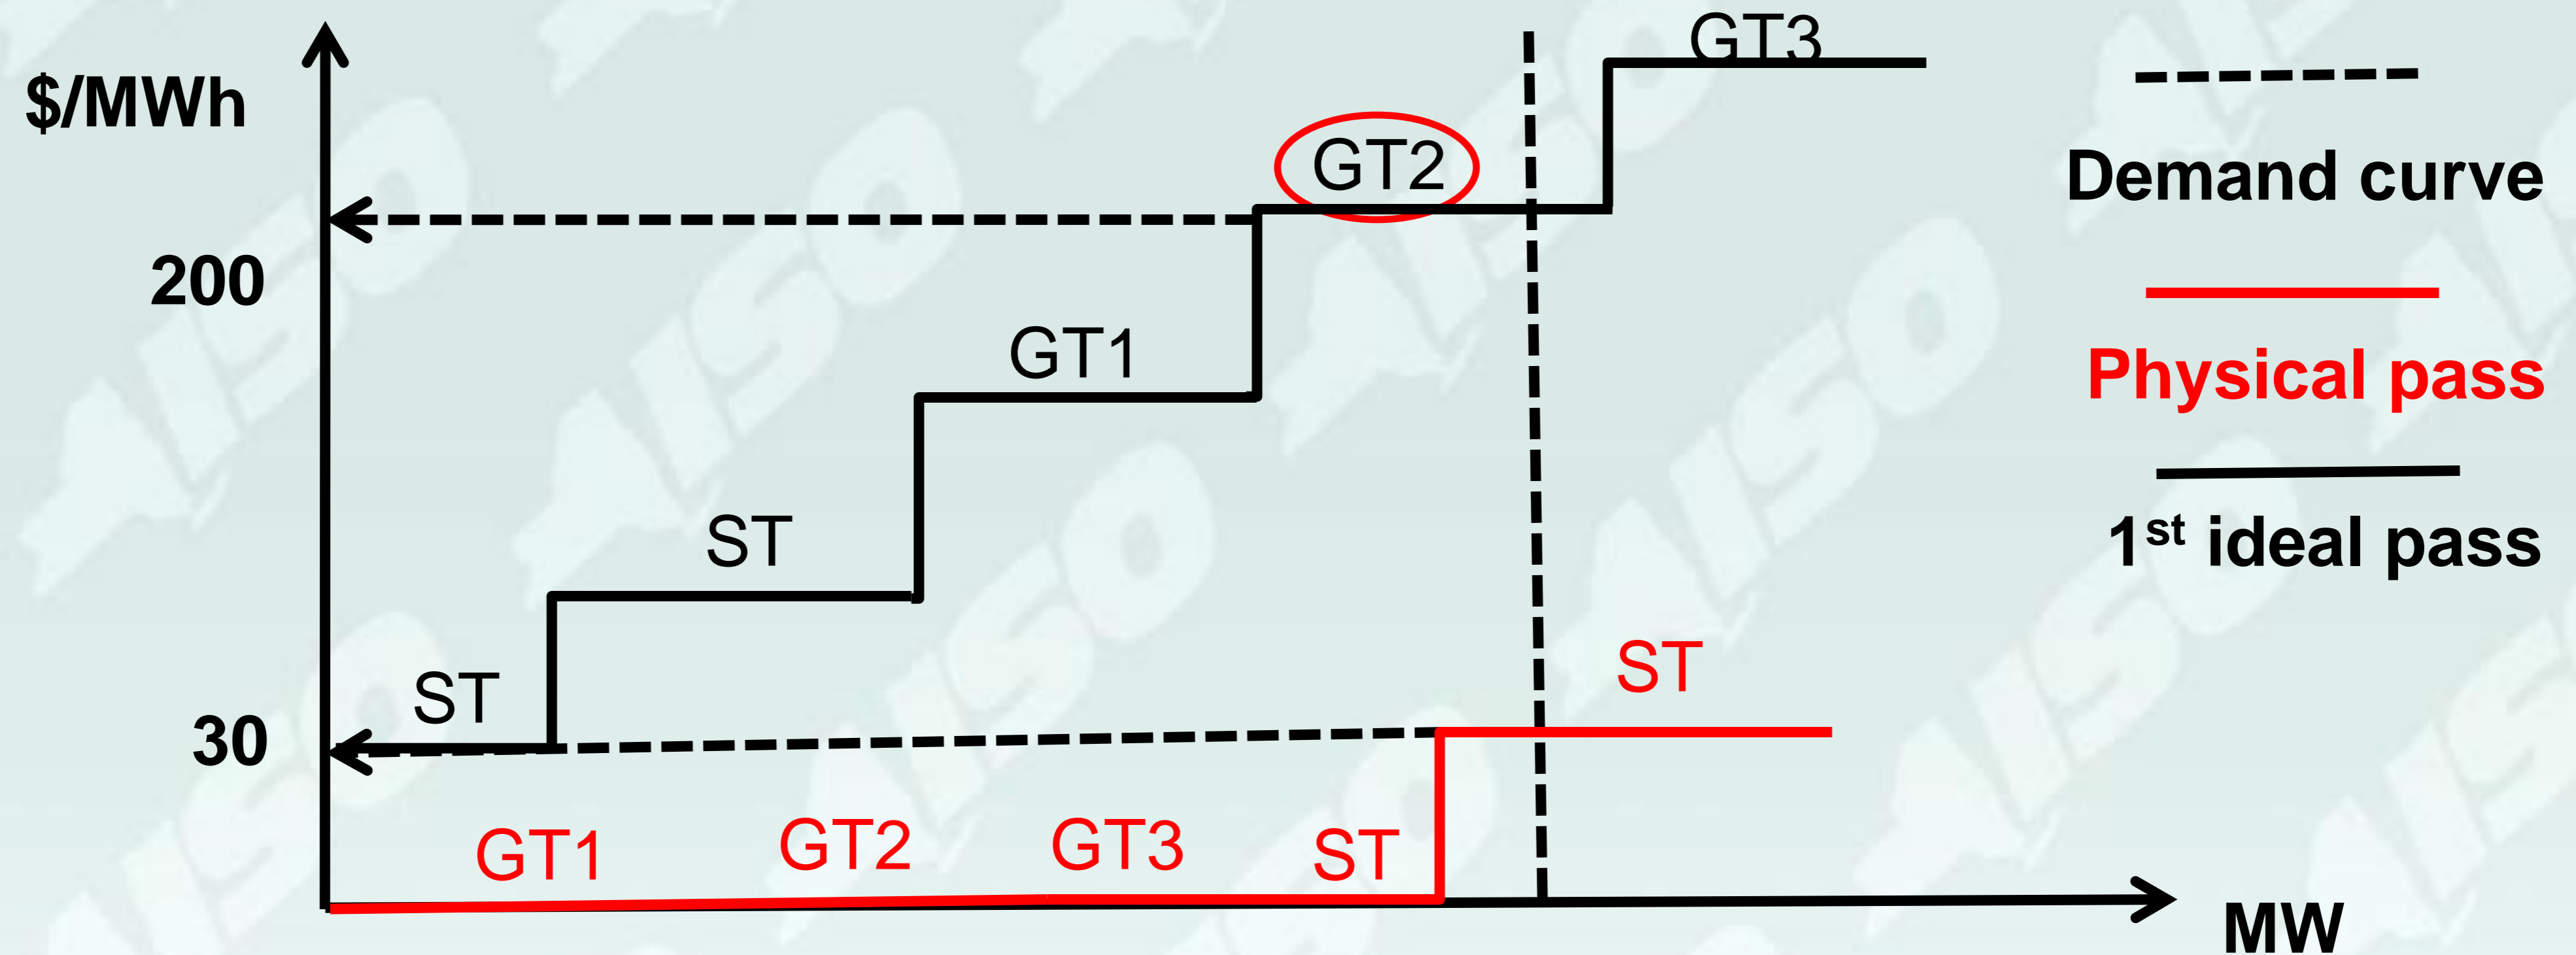 GT3
$/MWh
GT2
Demand curve
200
GT1
Physical pass
ST
1st ideal pass
ST
ST
30
GT1
GT2
GT3
ST
MW